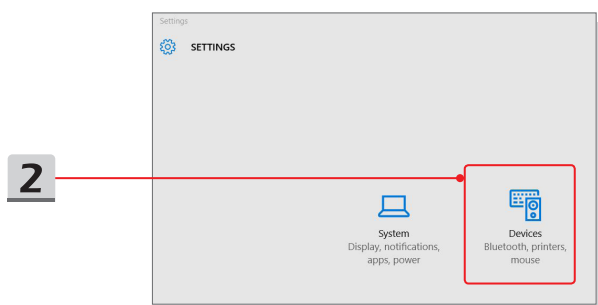 Settings
SETTINGS
2
System
Display, notifications,
apps, power
Devices
Bluetooth, printers,
mouse